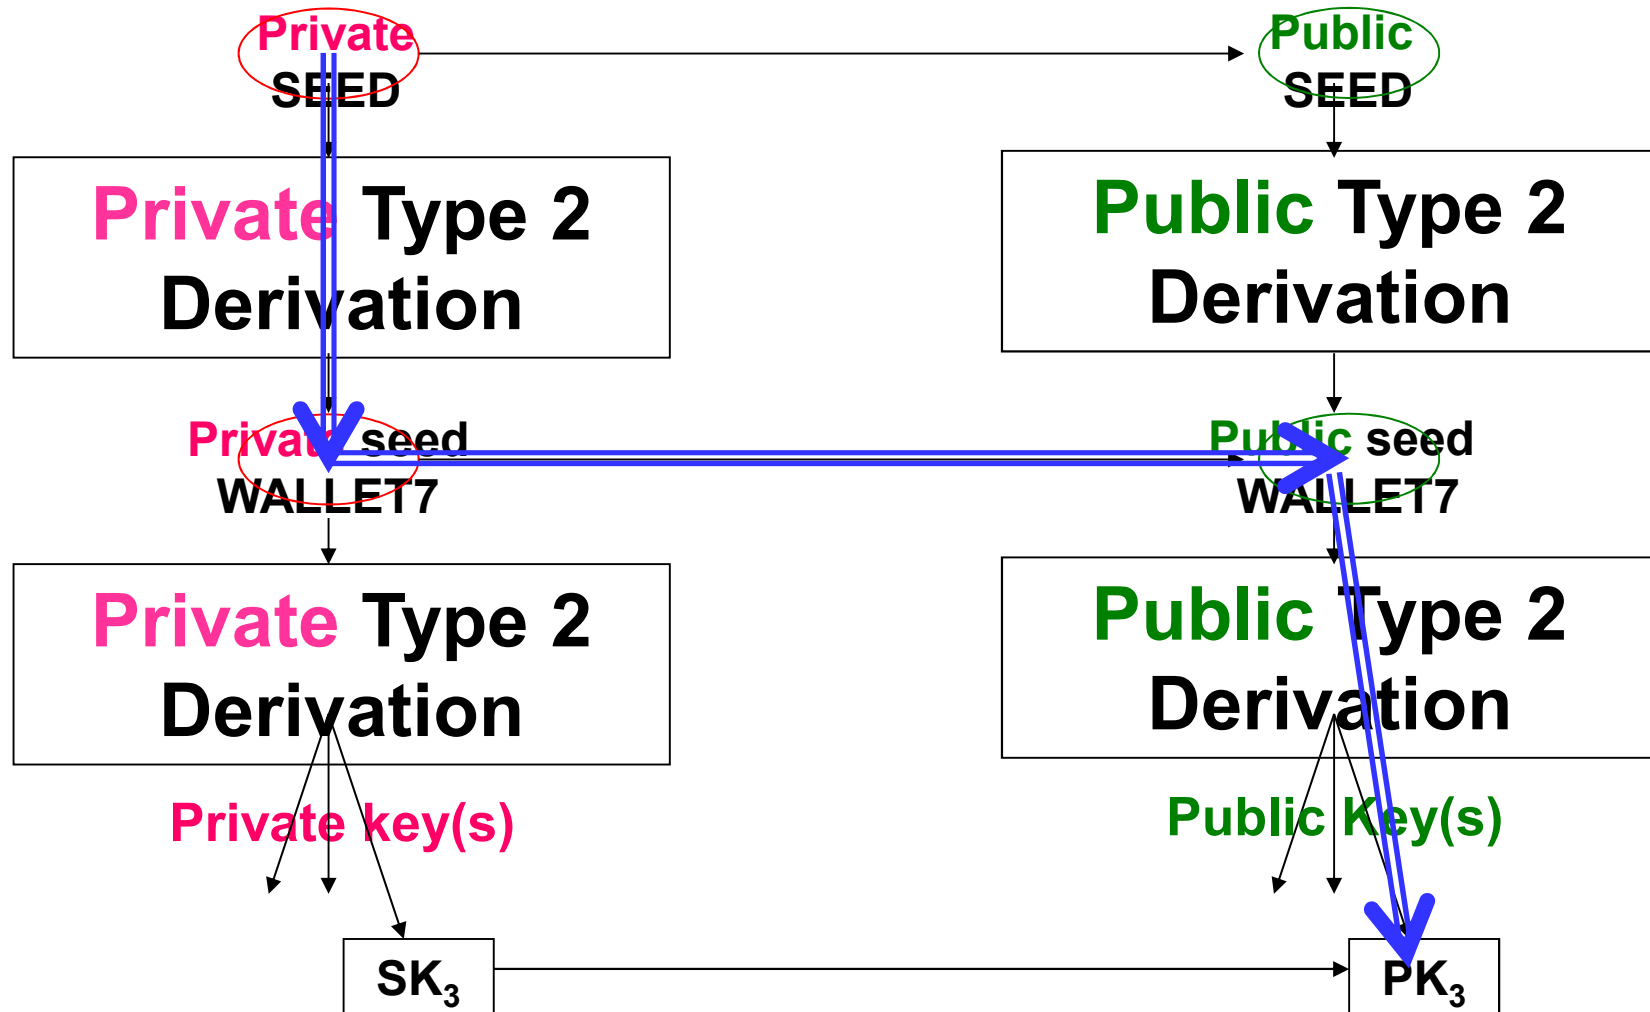 Private
SEED
Public
SEED
Private Type 2
Derivation
Public Type 2
Derivation
Private seed
WALLET7
Public seed
WALLET7
Private Type 2
Derivation
Public Type 2
Derivation
Private key(s)
Public Key(s)
SK3
PK3